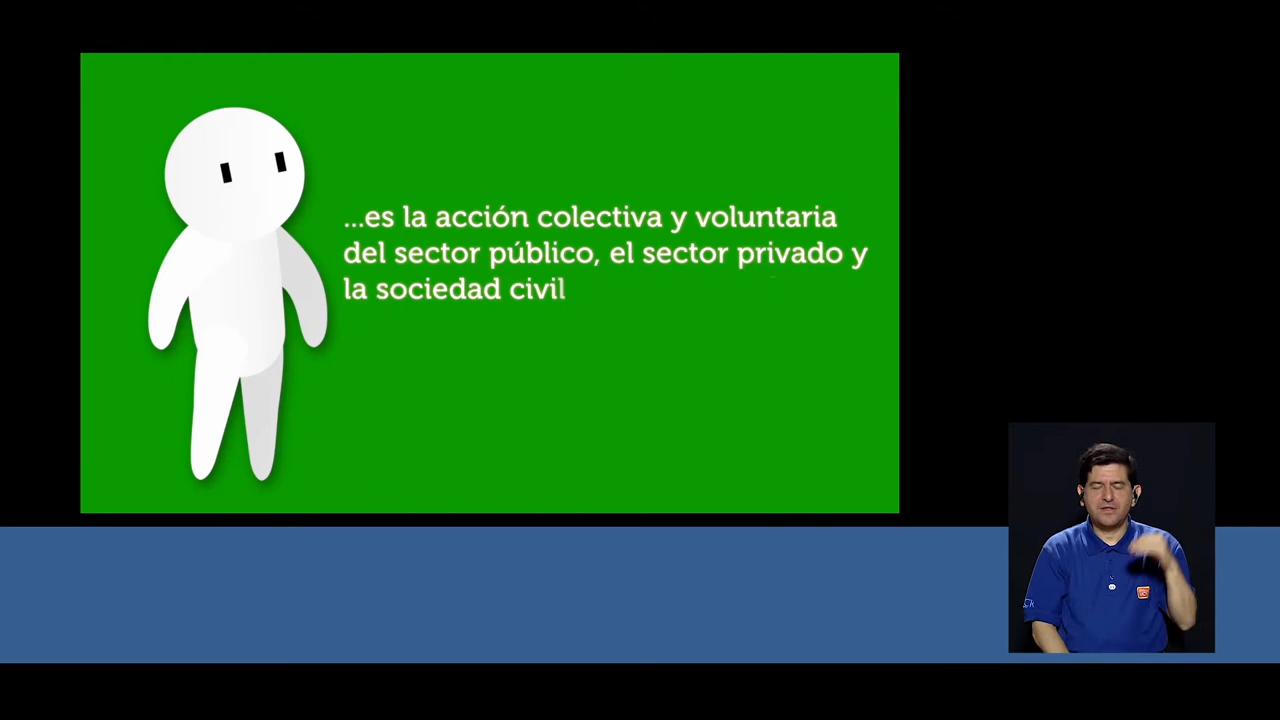 ...es la acción colectiva y voluntaria
del sector público, el sector privado y
la sociedad civil